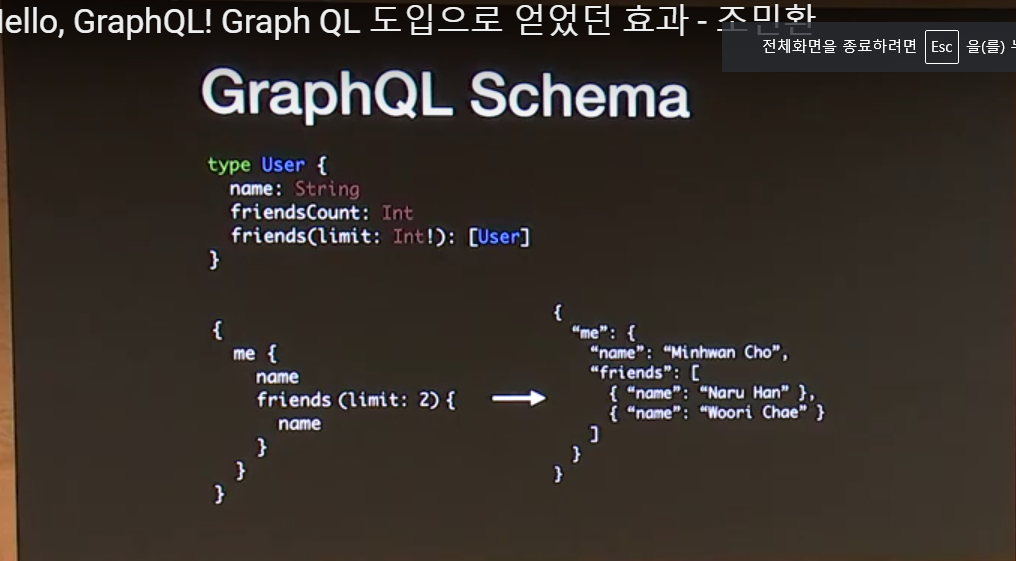 ello, GraphQL! Graph QL 도입으로 얻었던 효과 - 조민환
전체화면을 종료하려면 Esc 을(를)
GraphQL Schema
type User {
name: String
friendsCount: Int
friends(limit: Int!): [User]
}
{
me {
name
friends (limit: 2) {
name
}
}
}
{
“me”: {
“name”: “Minhwan Cho”,
“friends”: [
{ “name”: “Naru Han” },
{ “name”: “Woori Chae” }
]
}
}